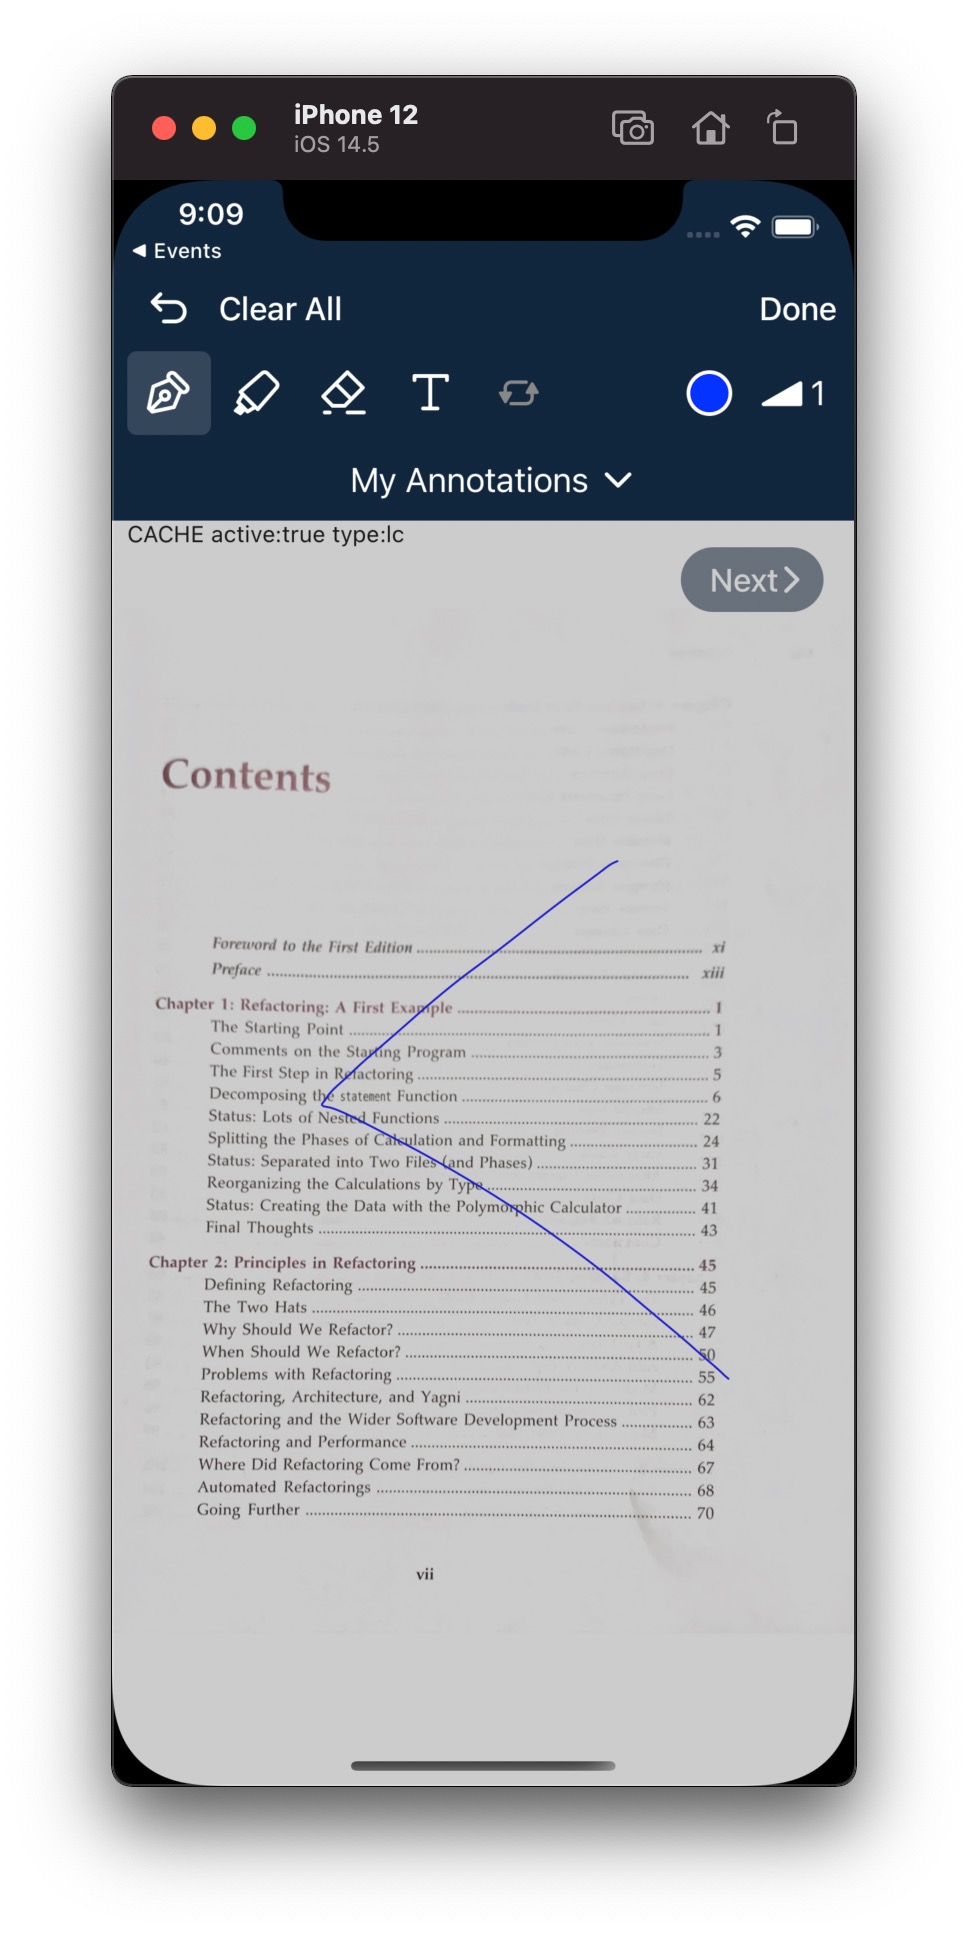 iPhone 12
iOS 14.5
9:09
Events
Clear All
Done
T
1
My Annotations
CACHE active:true type:lc
Next
Contents
Foreword to the First Edition ........ xi
Preface ........ xiii
Chapter 1: Refactoring: A First Example ........ 1
The Starting Point ........ 1
Comments on the Starting Program ........ 3
The First Step in Refactoring ........ 5
Decomposing the statement Function ........ 6
Status: Lots of Nested Functions ........ 22
Splitting the Phases of Calculation and Formatting ........ 24
Status: Separated into Two Files (and Phases) ........ 31
Reorganizing the Calculations by Type ........ 34
Status: Creating the Data with the Polymorphic Calculator ........ 41
Final Thoughts ........ 43
Chapter 2: Principles in Refactoring ........ 45
Defining Refactoring ........ 45
The Two Hats ........ 46
Why Should We Refactor? ........ 47
When Should We Refactor? ........ 50
Problems with Refactoring ........ 55
Refactoring, Architecture, and Yagni ........ 62
Refactoring and the Wider Software Development Process ........ 63
Refactoring and Performance ........ 64
Where Did Refactoring Come From? ........ 67
Automated Refactorings ........ 68
Going Further ........ 70
vii